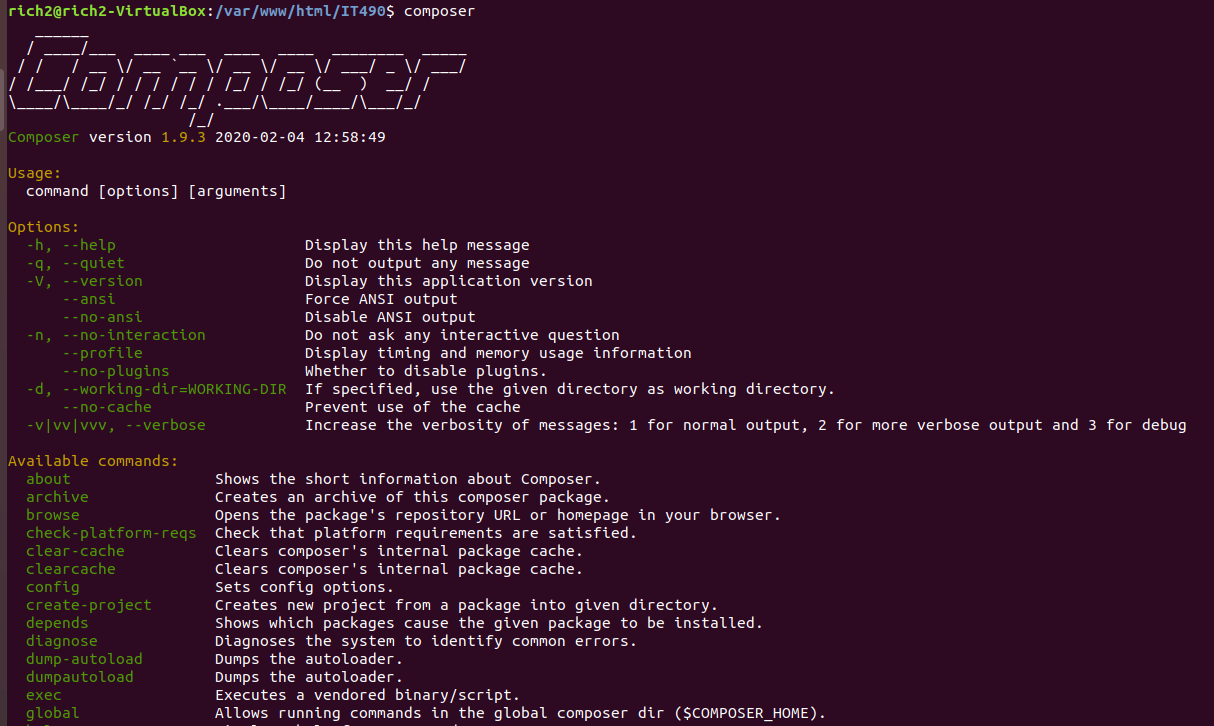 rich2@rich2-VirtualBox:/var/www/html/IT490$ composer
Composer
Composer version 1.9.3 2020-02-04 12:58:49
Usage:
command [options] [arguments]
Options:
-h, --help Display this help message
-q, --quiet Do not output any message
-V, --version Display this application version
--ansi Force ANSI output
--no-ansi Disable ANSI output
-n, --no-interaction Do not ask any interactive question
--profile Display timing and memory usage information
--no-plugins Whether to disable plugins.
-d, --working-dir=WORKING-DIR If specified, use the given directory as working directory.
--no-cache Prevent use of the cache
-v|vv|vvv, --verbose Increase the verbosity of messages: 1 for normal output, 2 for more verbose output and 3 for debug
Available commands:
about Shows the short information about Composer.
archive Creates an archive of this composer package.
browse Opens the package's repository URL or homepage in your browser.
check-platform-reqs Check that platform requirements are satisfied.
clear-cache Clears composer's internal package cache.
clearcache Clears composer's internal package cache.
config Sets config options.
create-project Creates new project from a package into given directory.
depends Shows which packages cause the given package to be installed.
diagnose Diagnoses the system to identify common errors.
dump-autoload Dumps the autoloader.
dumpautoload Dumps the autoloader.
exec Executes a vendored binary/script.
global Allows running commands in the global composer dir ($COMPOSER_HOME).